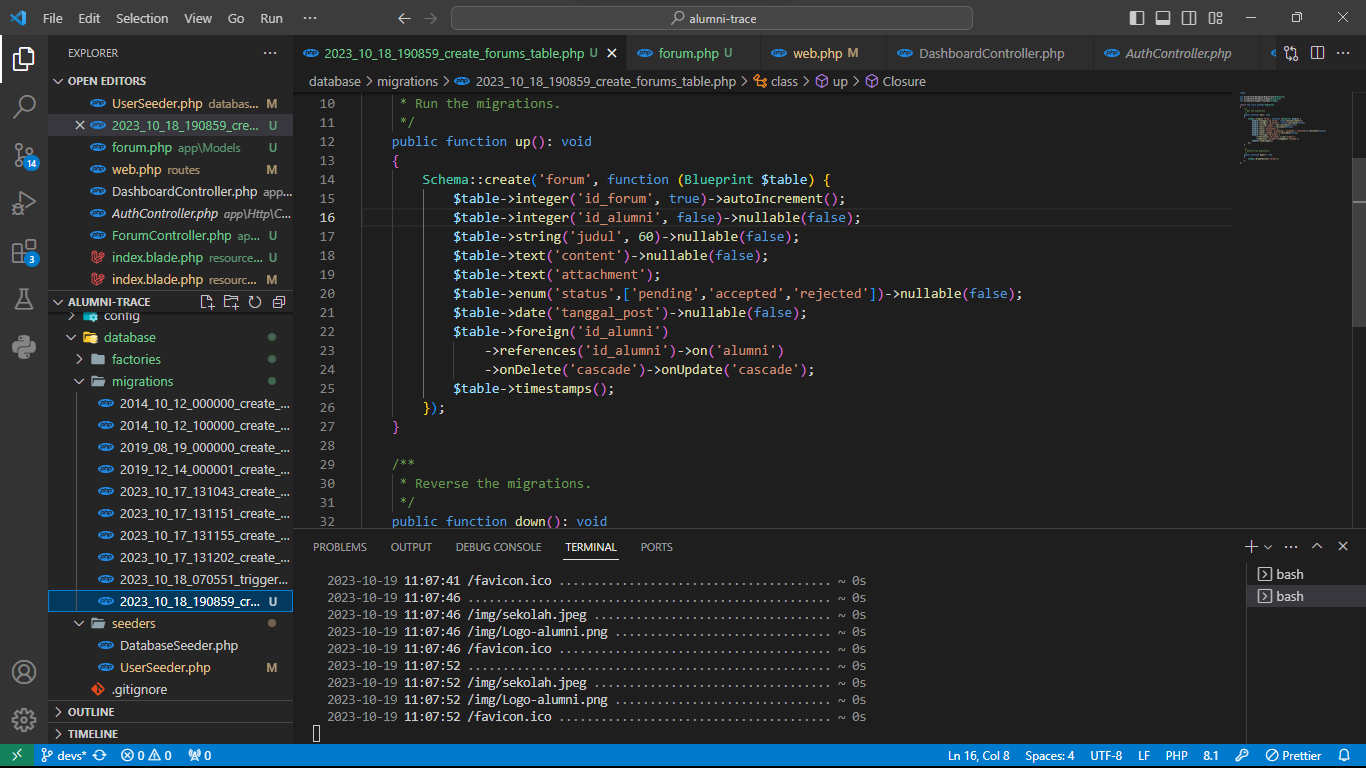 File Edit Selection View Go Run ··· alumni-trace
EXPLORER
OPEN EDITORS
UserSeeder.php databas... M
2023_10_18_190859_cre... U
forum.php app\Models U
web.php routes M
DashboardController.php app...
AuthController.php app\Http\C...
ForumController.php ap... U
index.blade.php resource... U
index.blade.php resourc... M
ALUMNI-TRACE
config
database
factories
migrations
2014_10_12_000000_create_...
2014_10_12_100000_create_...
2019_08_19_000000_create_...
2019_12_14_000001_create_...
2023_10_17_131043_create_...
2023_10_17_131151_create_...
2023_10_17_131155_create_...
2023_10_17_131202_create_...
2023_10_18_070551_trigger...
2023_10_18_190859_cr... U
seeders
DatabaseSeeder.php
UserSeeder.php M
.gitignore
OUTLINE
TIMELINE
14
3
2023_10_18_190859_create_forums_table.php U forum.php U web.php M DashboardController.php AuthController.php
database > migrations > 2023_10_18_190859_create_forums_table.php > class > up > Closure
10 * Run the migrations.
11 */
12 public function up(): void
13 {
14 Schema::create('forum', function (Blueprint $table) {
15 $table->integer('id_forum', true)->autoIncrement();
16 $table->integer('id_alumni', false)->nullable(false);
17 $table->string('judul', 60)->nullable(false);
18 $table->text('content')->nullable(false);
19 $table->text('attachment');
20 $table->enum('status',['pending','accepted','rejected'])->nullable(false);
21 $table->date('tanggal_post')->nullable(false);
22 $table->foreign('id_alumni')
23 ->references('id_alumni')->on('alumni')
24 ->onDelete('cascade')->onUpdate('cascade');
25 $table->timestamps();
26 });
27 }
28
29 /**
30 * Reverse the migrations.
31 */
32 public function down(): void
PROBLEMS OUTPUT DEBUG CONSOLE TERMINAL PORTS
2023-10-19 11:07:41 /favicon.ico ....................................... ~ 0s
2023-10-19 11:07:46 .................................................... ~ 0s
2023-10-19 11:07:46 /img/sekolah.jpeg .................................. ~ 0s
2023-10-19 11:07:46 /img/Logo-alumni.png ............................... ~ 0s
2023-10-19 11:07:46 /favicon.ico ....................................... ~ 0s
2023-10-19 11:07:52 .................................................... ~ 0s
2023-10-19 11:07:52 /img/sekolah.jpeg .................................. ~ 0s
2023-10-19 11:07:52 /img/Logo-alumni.png ............................... ~ 0s
2023-10-19 11:07:52 /favicon.ico ....................................... ~ 0s
bash
bash
devs* 0 0 0 Ln 16, Col 8 Spaces: 4 UTF-8 LF PHP 8.1 Prettier